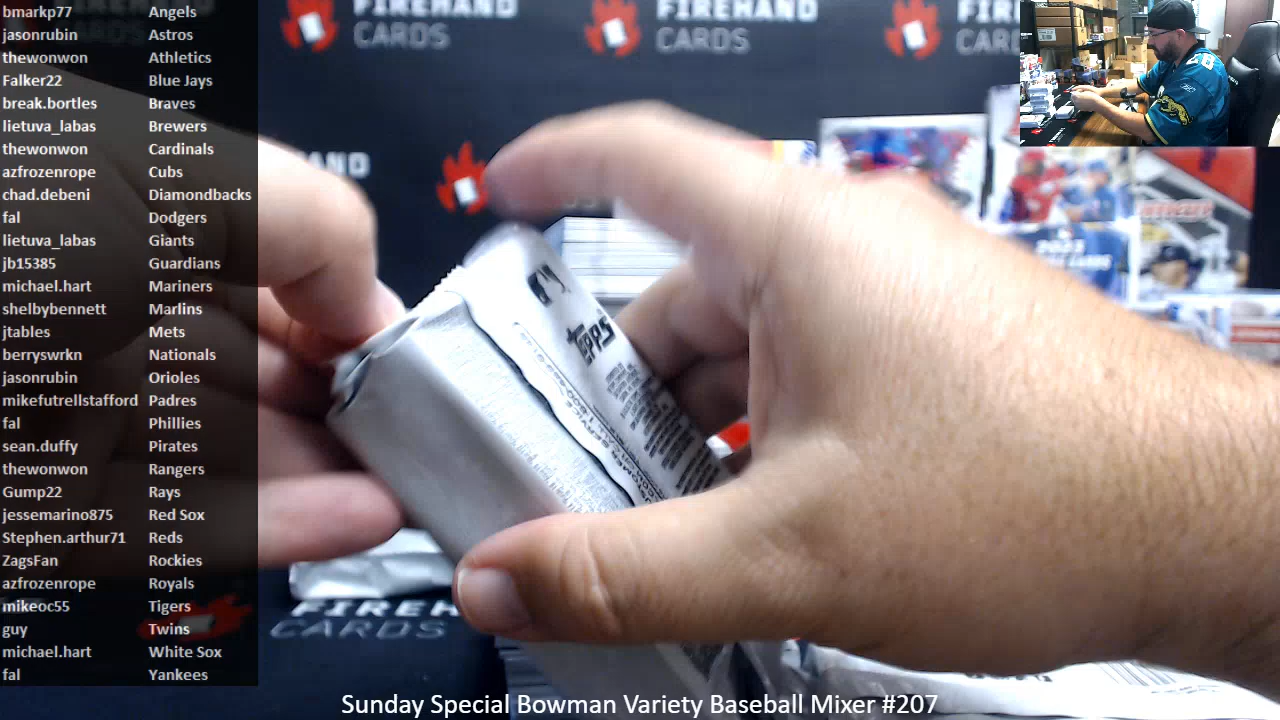 bmarkp77 Angels
jasonrubin Astros
thewonwon Athletics
Falker22 Blue Jays
break.bortles Braves
lietuva_labas Brewers
thewonwon Cardinals
azfrozenrope Cubs
chad.debeni Diamondbacks
fal Dodgers
lietuva_labas Giants
jb15385 Guardians
michael.hart Mariners
shelbybennett Marlins
jtables Mets
berryswrkn Nationals
jasonrubin Orioles
mikefutrellstafford Padres
fal Phillies
sean.duffy Pirates
thewonwon Rangers
Gump22 Rays
jessemarino875 Red Sox
Stephen.arthur71 Reds
ZagsFan Rockies
azfrozenrope Royals
mikeoc55 Tigers
guy Twins
michael.hart White Sox
fal Yankees
FIREHAND
CARDS
FIREHAND
CARDS
FIREHAND
CARDS
TOPPS
FIREH
CARDS
Sunday Special Bowman Variety Baseball Mixer #207